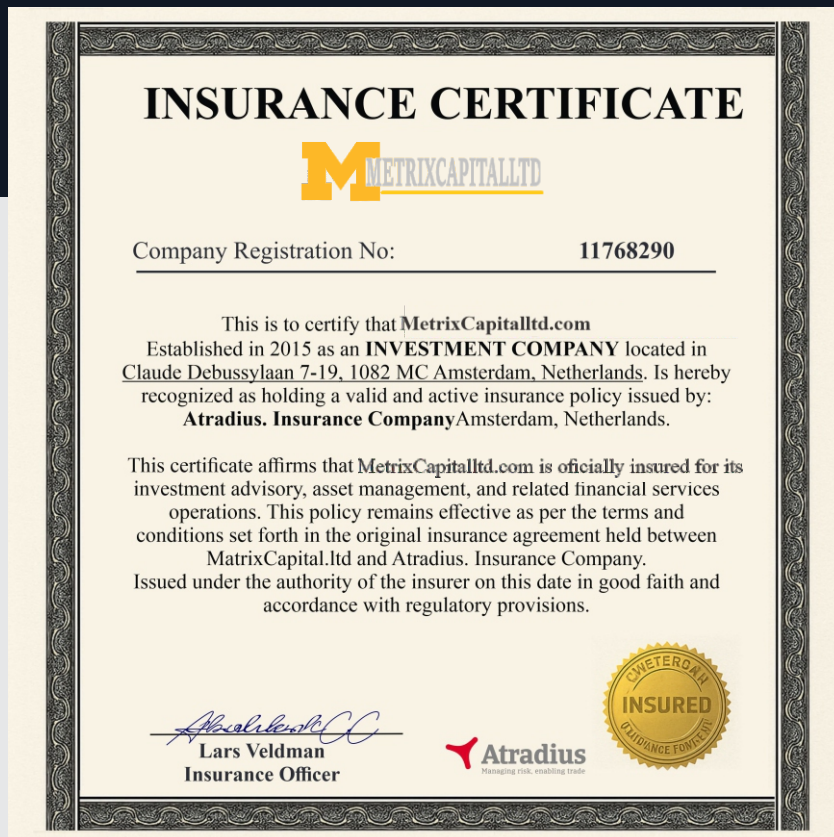 INSURANCE CERTIFICATE
M METRIXCAPITALLTD
Company Registration No: 11768290
This is to certify that MetrixCapitalltd.com
Established in 2015 as an INVESTMENT COMPANY located in
Claude Debussylaan 7-19, 1082 MC Amsterdam, Netherlands. Is hereby
recognized as holding a valid and active insurance policy issued by:
Atradius. Insurance CompanyAmsterdam, Netherlands.
This certificate affirms that MetrixCapitalltd.com is oficially insured for its
investment advisory, asset management, and related financial services
operations. This policy remains effective as per the terms and
conditions set forth in the original insurance agreement held between
MatrixCapital.ltd and Atradius. Insurance Company.
Issued under the authority of the insurer on this date in good faith and
accordance with regulatory provisions.
Lars Veldman
Insurance Officer
Atradius
Managing risk, enabling trade
INSURED